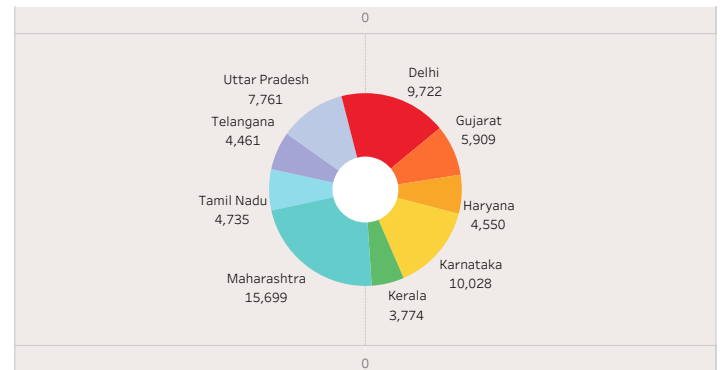 0
Delhi
9,722
Uttar Pradesh
7,761
Gujarat
5,909
Telangana
4,461
Haryana
4,550
Tamil Nadu
4,735
Karnataka
10,028
Maharashtra
15,699
Kerala
3,774
0